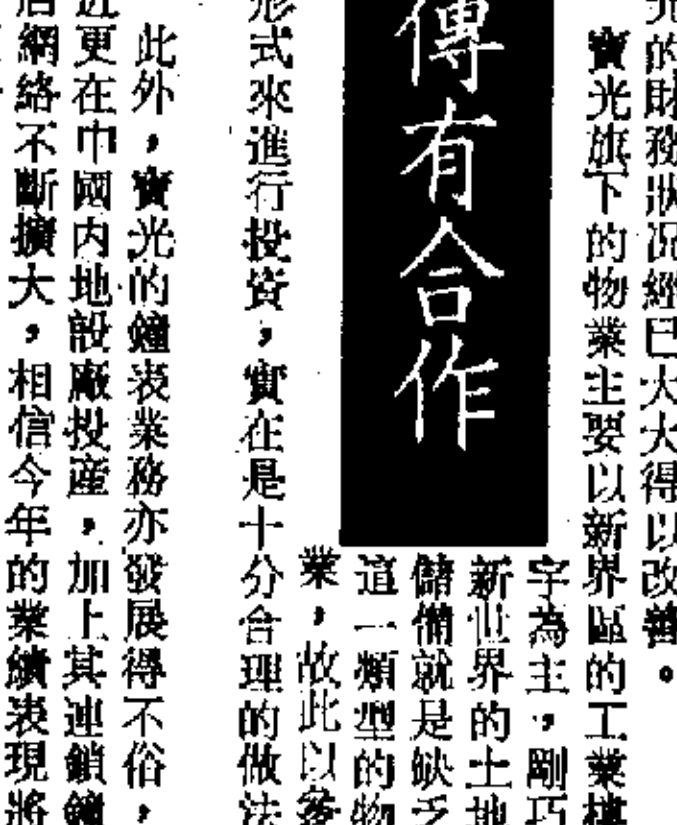 的財務狀況經已大大得以改善。
寶光旗下的物業主要以新界區的工業樓
宇為主，剛巧
新世界的土地
儲備就是缺乏
這一類型的物
業，故此以參
傳有合作
形式來進行投資，實在是十分合理的做法
此外，寶光的鐘表業務亦發展得不俗，
近更在中國內地設廠投產，加上其連鎖鐘
店網絡不斷擴大，相信今年的業績表現將